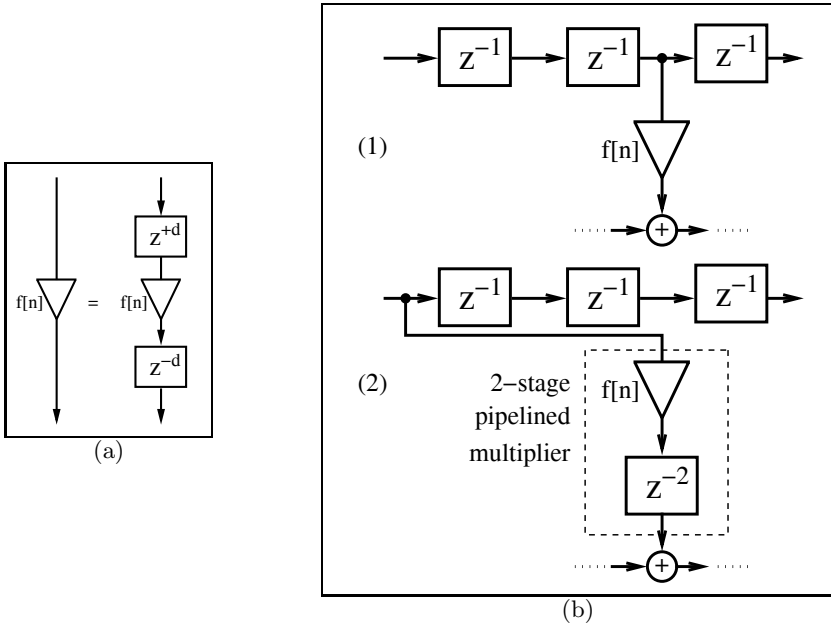 f[n]
=
z+d
f[n]
z−d
(a)
z−1 z−1 z−1
(1)
f[n]
+
z−1 z−1 z−1
(2)
2−stage
pipelined
multiplier
f[n]
z−2
+
(b)